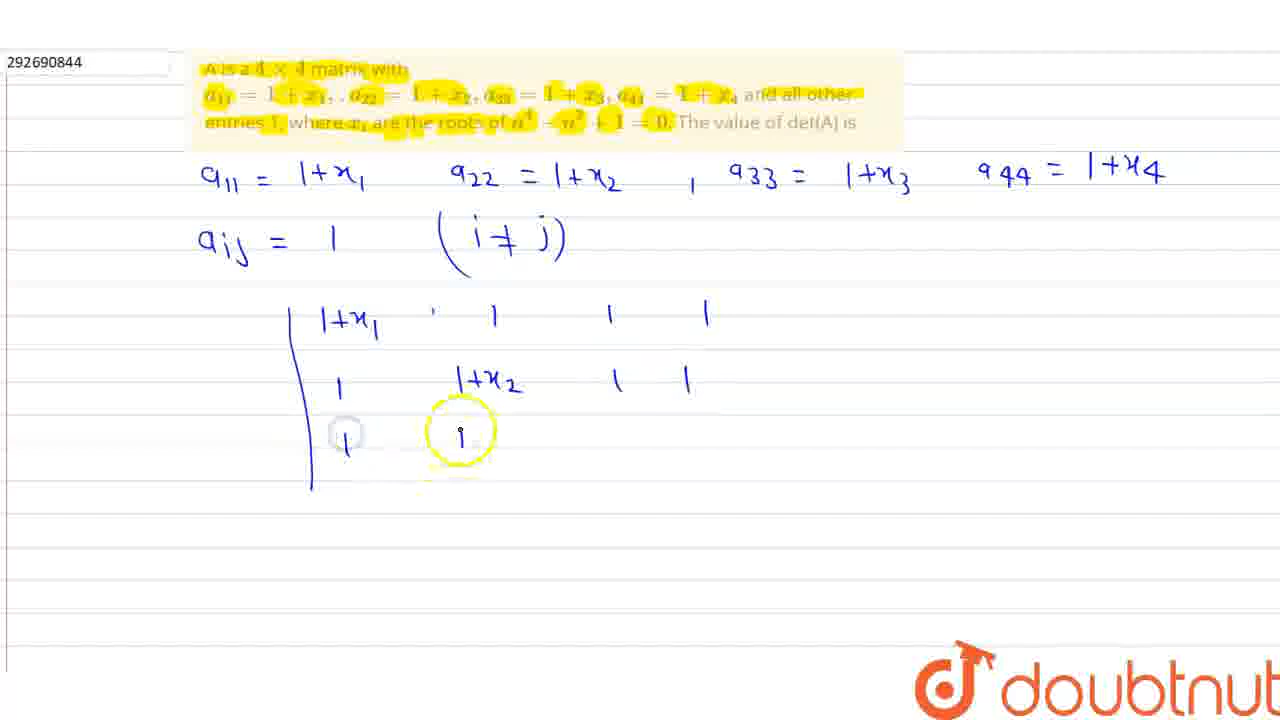 292690844
A is a 4 × 4 matrix with
a₁₁ = 1 + x₁, . a₂₂ = 1 + x₂, a₃₃ = 1 + x₃, a₄₄ = 1 + x₄ and all other
entries 1, where xᵢ are the roots of n⁴ − n² + 1 = 0. The value of det(A) is
a₁₁ = 1+x₁ a₂₂ = 1+x₂ , a₃₃ = 1+x₃ a₄₄ = 1+x₄
aᵢⱼ = 1 (i ≠ j)
1+x₁ 1 1 1
1 1+x₂ 1 1
1 1
doubtnut